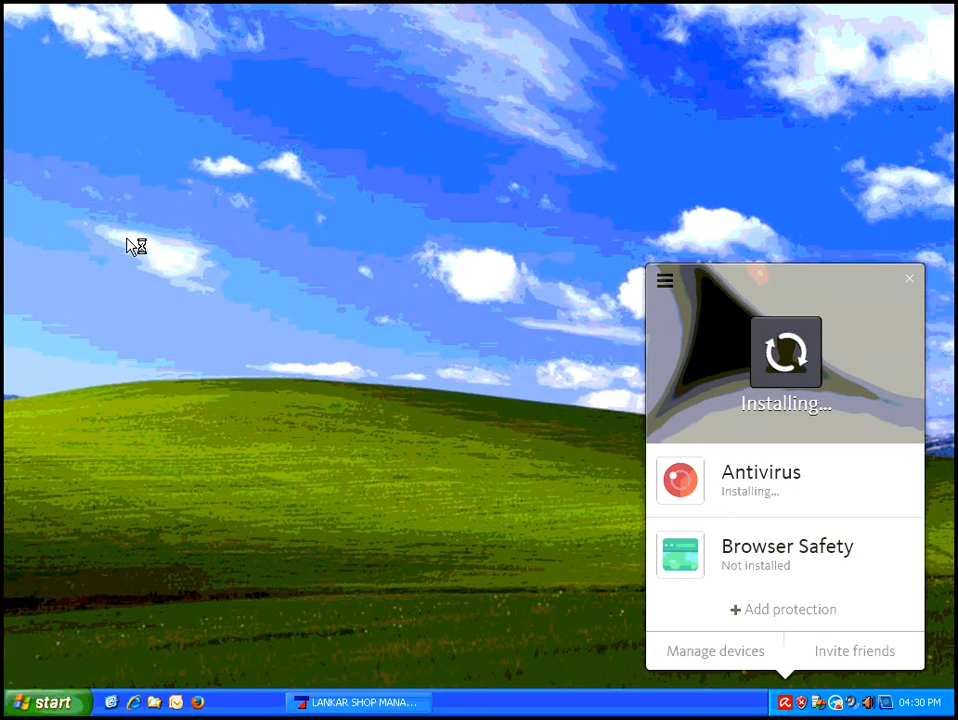 Installing...
Antivirus
Installing...
Browser Safety
Not installed
+ Add protection
Manage devices
Invite friends
start
LANKAR SHOP MANA...
04:30 PM